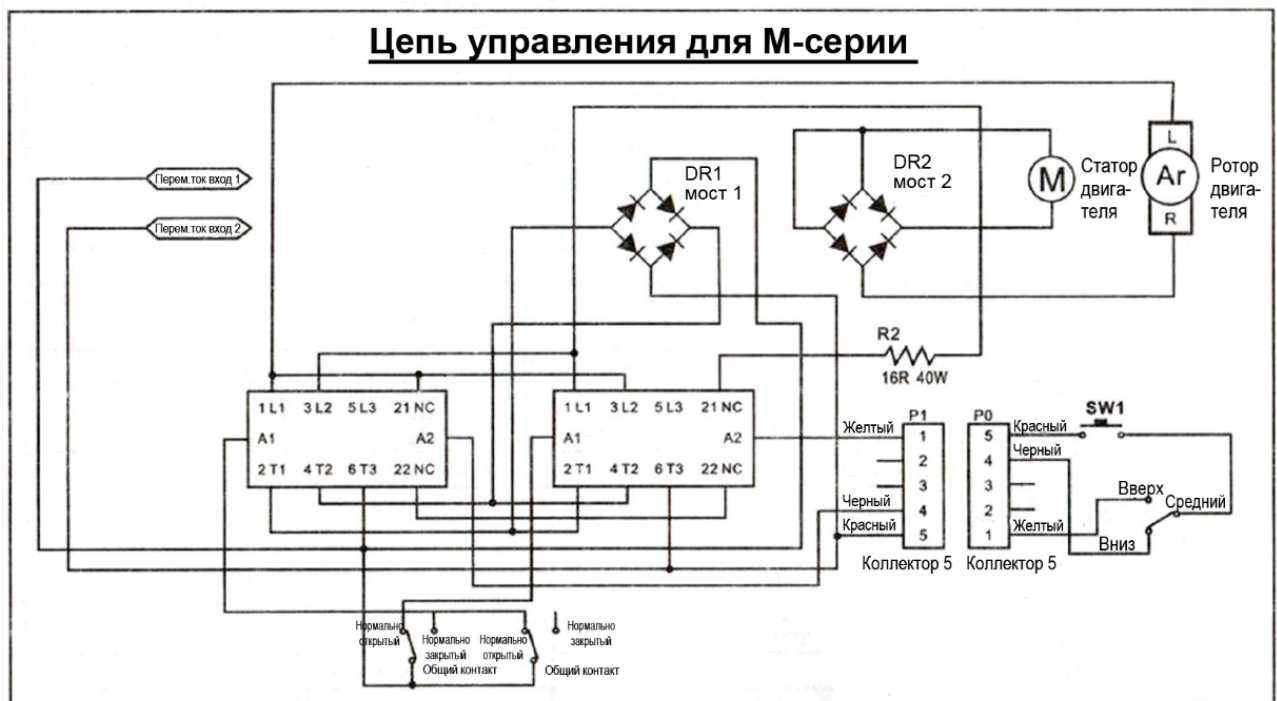 Цепь управления для М-серии
Перем.ток вход 1
Перем.ток вход 2
DR1
мост 1
DR2
мост 2
M
Статор
двига-
теля
L
Ar
R
Ротор
двига-
теля
R2
16R 40W
1 L1 3 L2 5 L3 21 NC
A1 A2
2 T1 4 T2 6 T3 22 NC
1 L1 3 L2 5 L3 21 NC
A1 A2
2 T1 4 T2 6 T3 22 NC
P1
Желтый 1
2
3
Черный 4
Красный 5
Коллектор 5
P0
5 Красный
4 Черный
3
2
1 Желтый
Коллектор 5
SW1
Вверх
Средний
Вниз
Нормально
открытый
Нормально
закрытый
Общий контакт
Нормально
открытый
Нормально
закрытый
Общий контакт